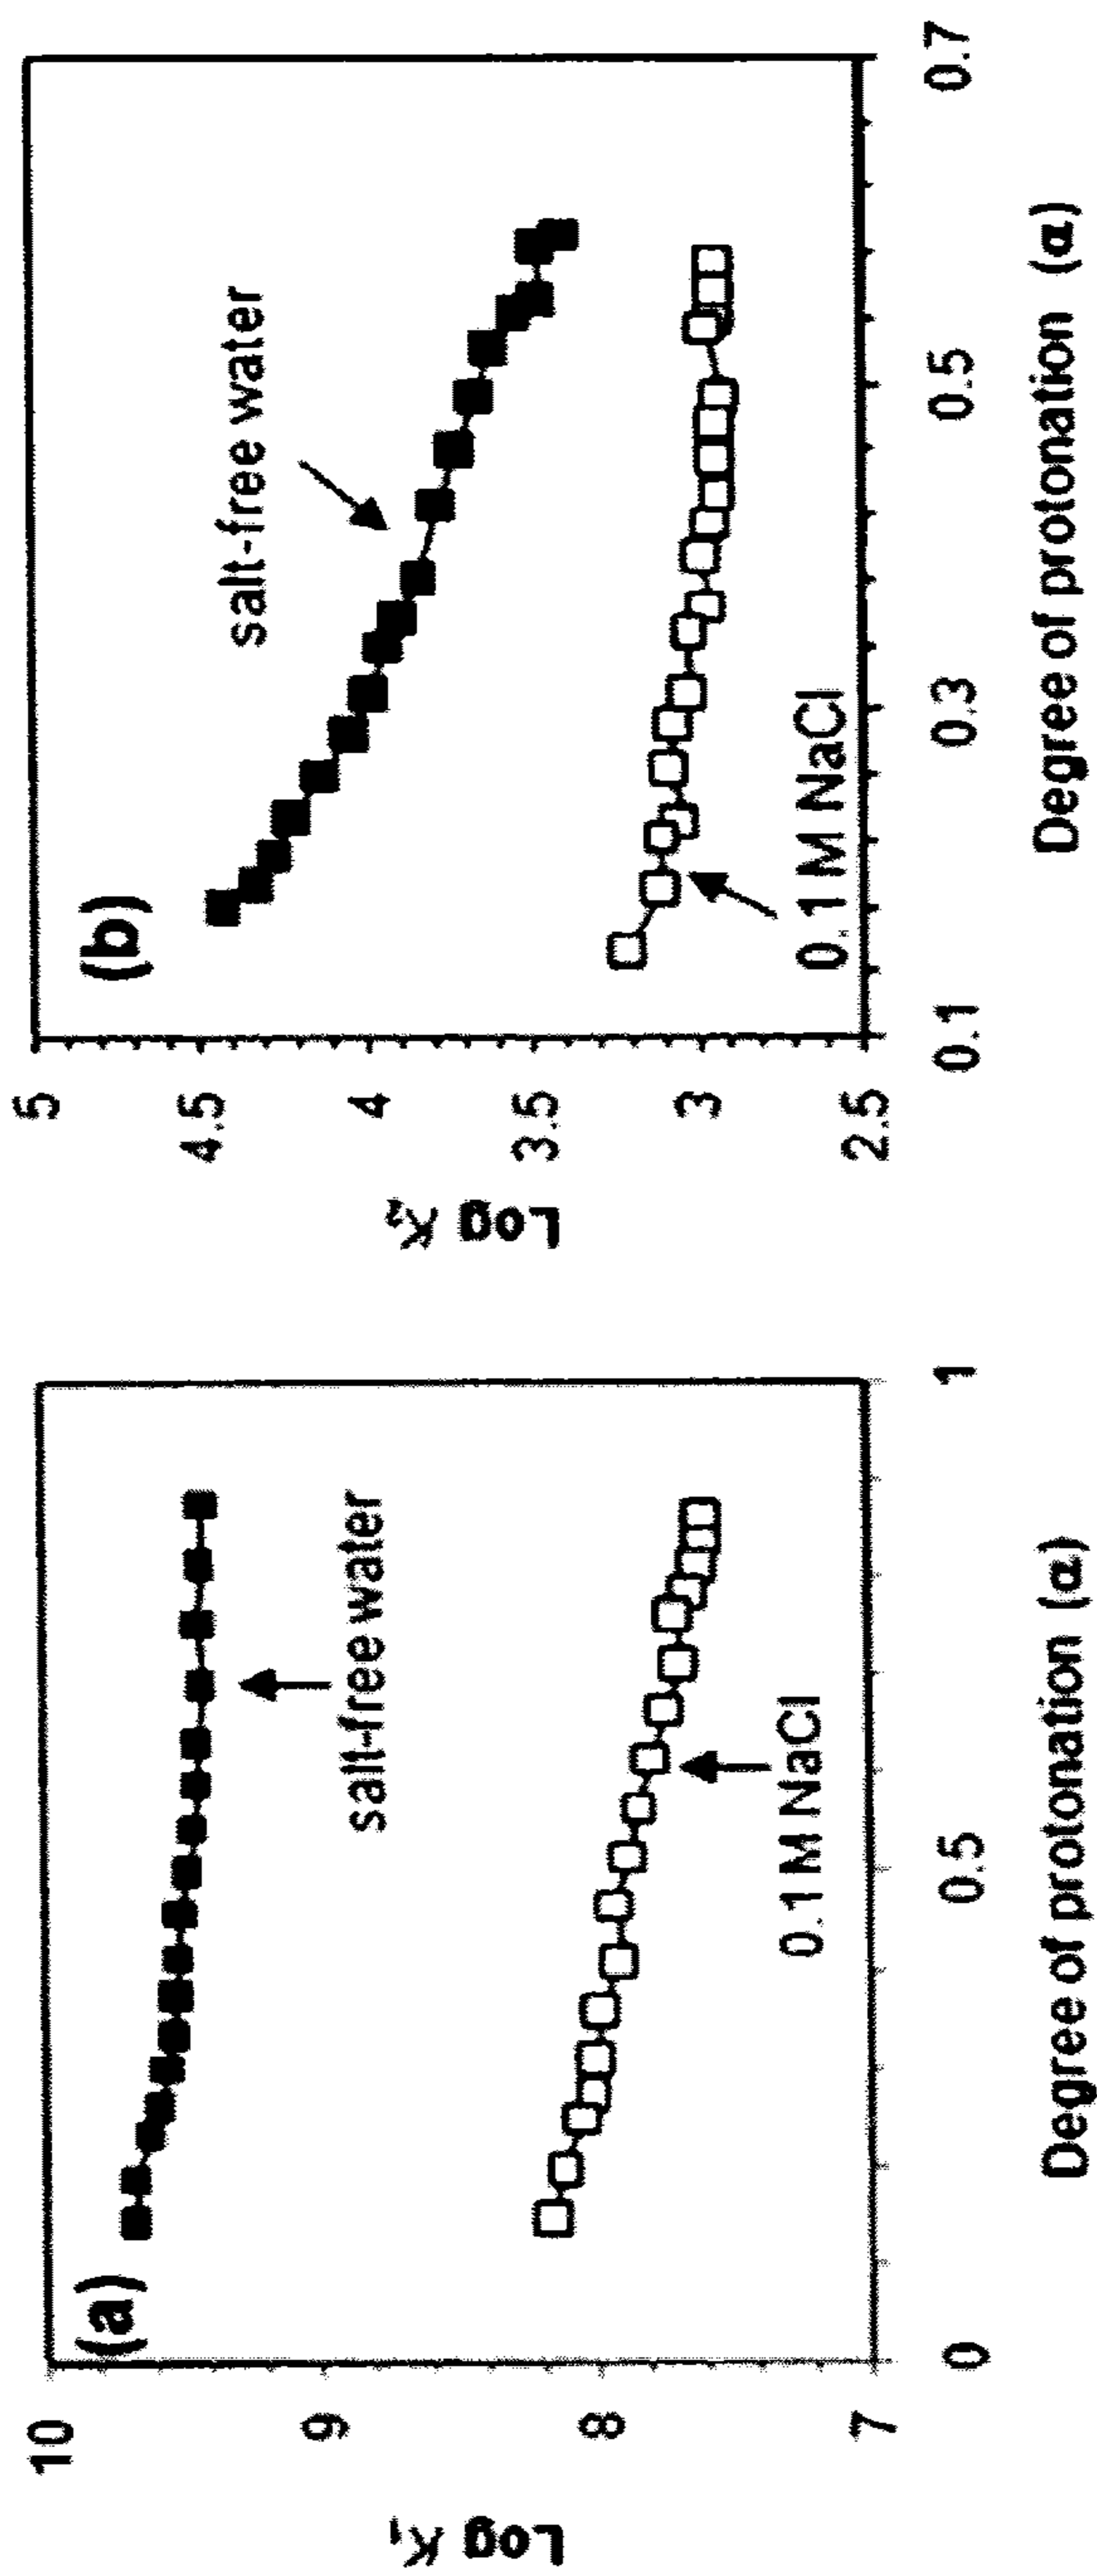 (a)
Log K₁
10
9
8
7
salt-free water
0.1M NaCl
0
0.5
1
Degree of protonation (α)
(b)
Log K₂
5
4.5
4
3.5
3
2.5
salt-free water
0.1M NaCl
0.1
0.3
0.5
0.7
Degree of protonation (α)